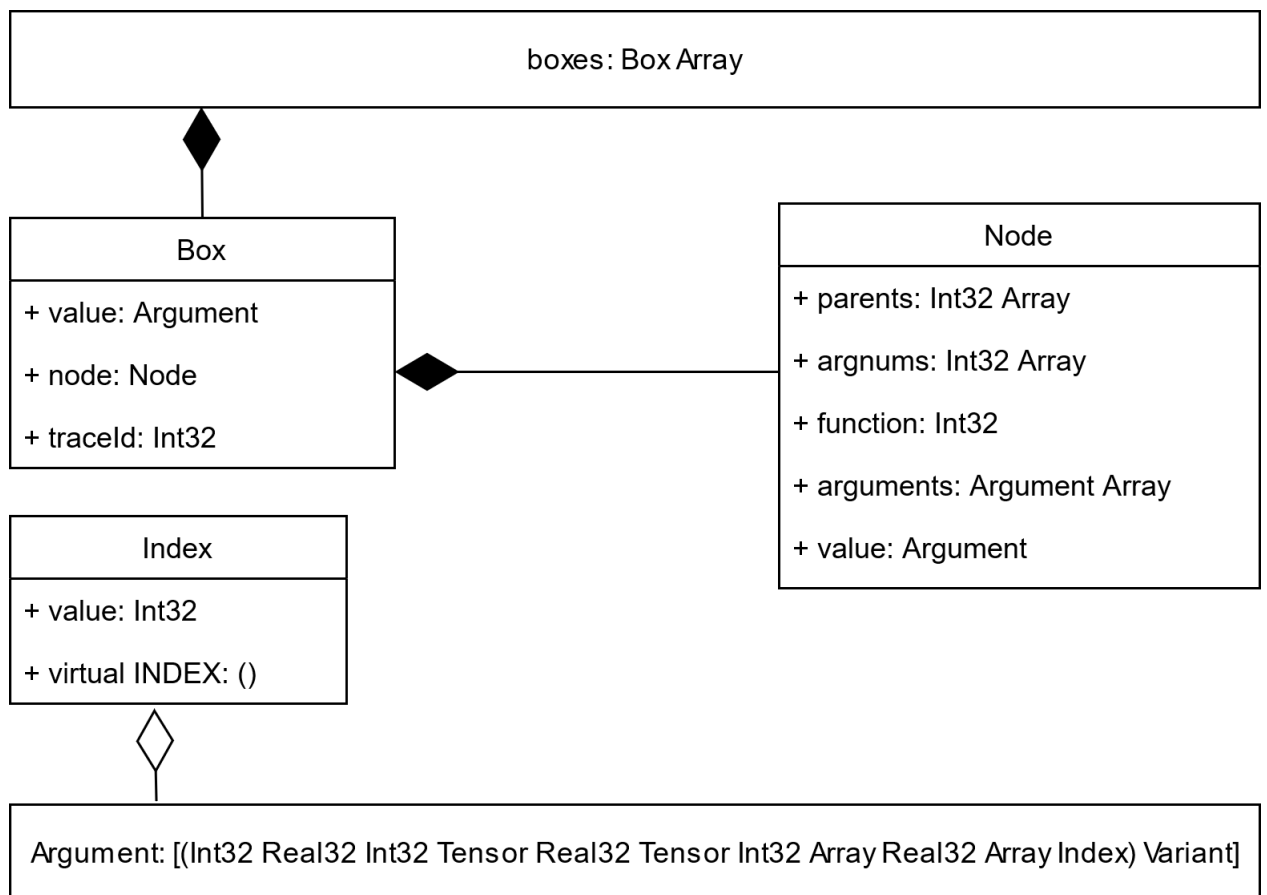 boxes: Box Array
Box
+ value: Argument
+ node: Node
+ traceId: Int32
Node
+ parents: Int32 Array
+ argnums: Int32 Array
+ function: Int32
+ arguments: Argument Array
+ value: Argument
Index
+ value: Int32
+ virtual INDEX: ()
Argument: [(Int32 Real32 Int32 Tensor Real32 Tensor Int32 Array Real32 Array Index) Variant]